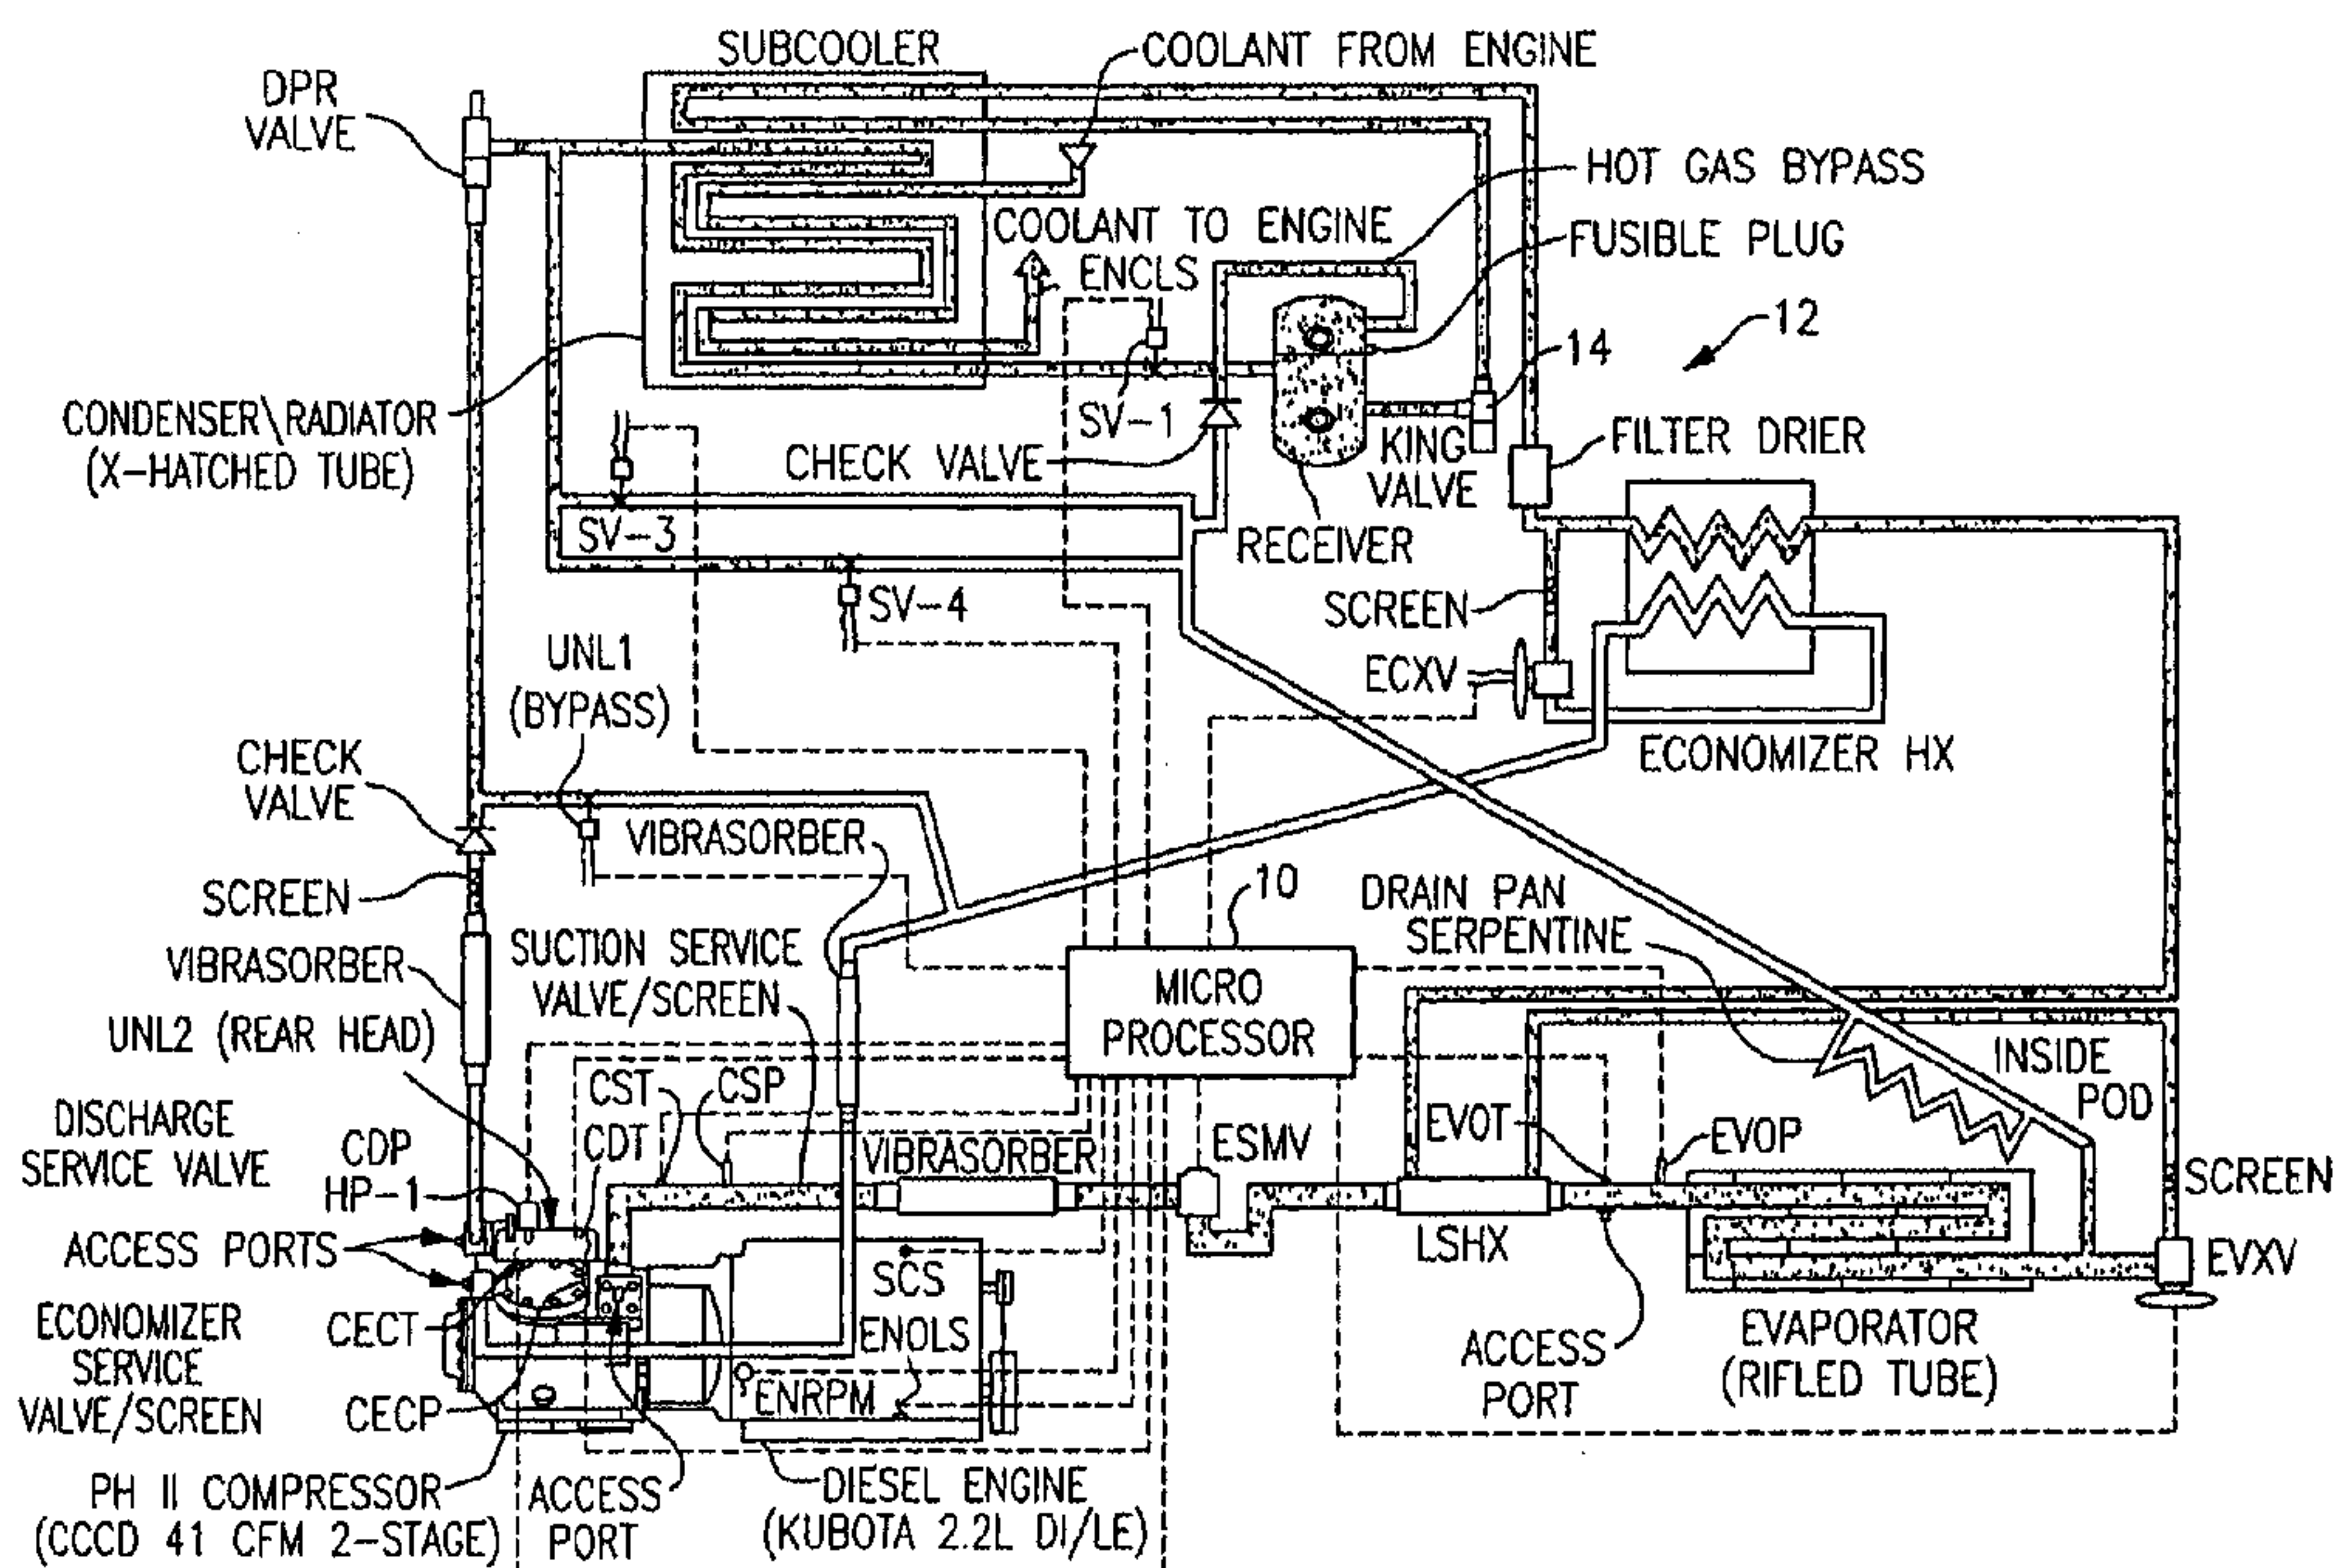 SUBCOOLER
COOLANT FROM ENGINE
DPR
VALVE
HOT GAS BYPASS
COOLANT TO ENGINE
ENCLS
FUSIBLE PLUG
12
14
SV-1
CONDENSER\RADIATOR
(X-HATCHED TUBE)
CHECK VALVE
KING
VALVE
FILTER DRIER
SV-3
RECEIVER
SV-4
SCREEN
UNL1
(BYPASS)
ECXV
ECONOMIZER HX
CHECK
VALVE
VIBRASORBER
SCREEN
10
DRAIN PAN
SERPENTINE
SUCTION SERVICE
VALVE/SCREEN
VIBRASORBER
MICRO
PROCESSOR
UNL2 (REAR HEAD)
INSIDE
POD
CST
CSP
DISCHARGE
SERVICE VALVE
CDP
HP-1
CDT
VIBRASORBER
ESMV
EVOT
EVOP
SCREEN
ACCESS PORTS
LSHX
EVXV
SCS
ECONOMIZER
SERVICE
VALVE/SCREEN
CECT
ENOLS
ACCESS
PORT
EVAPORATOR
(RIFLED TUBE)
CECP
ENRPM
PH II COMPRESSOR
(CCCD 41 CFM 2-STAGE)
ACCESS
PORT
DIESEL ENGINE
(KUBOTA 2.2L DI/LE)